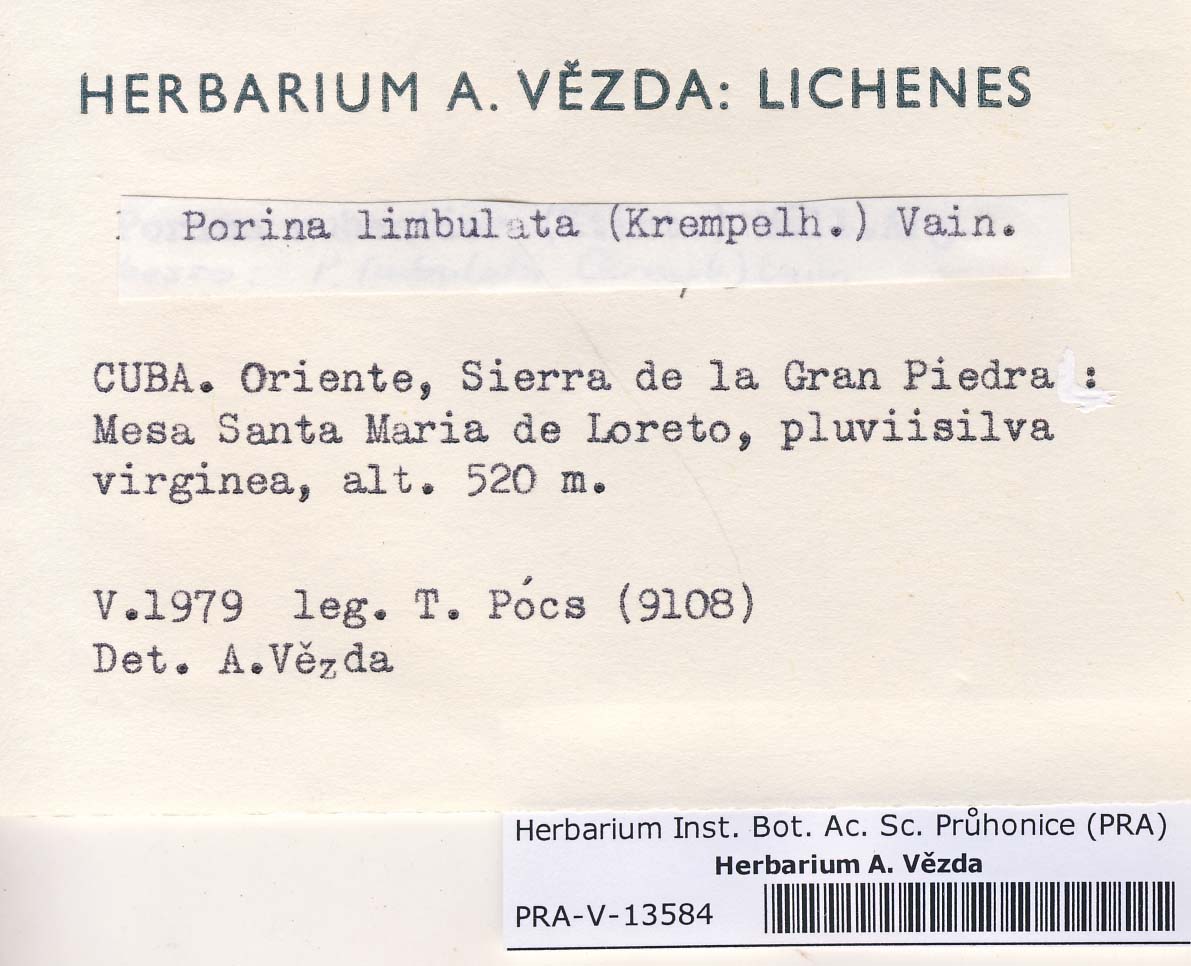 HERBARIUM A. VĚZDA: LICHENES
Porina limbulata (Krempelh.) Vain.
CUBA. Oriente, Sierra de la Gran Piedra :
Mesa Santa Maria de Loreto, pluviisilva
virginea, alt. 520 m.
V.1979 leg. T. Pócs (9108)
Det. A.Vězda
Herbarium Inst. Bot. Ac. Sc. Průhonice (PRA)
Herbarium A. Vězda
PRA-V-13584